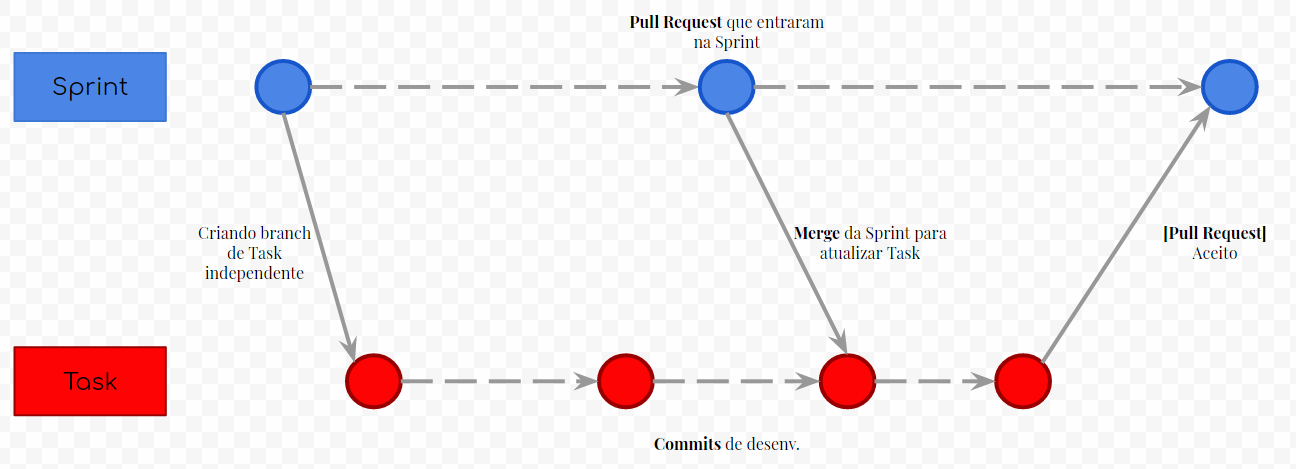 Pull Request que entraram
na Sprint
Sprint
Criando branch
de Task
independente
Merge da Sprint para
atualizar Task
[Pull Request]
Aceito
Task
Commits de desenv.